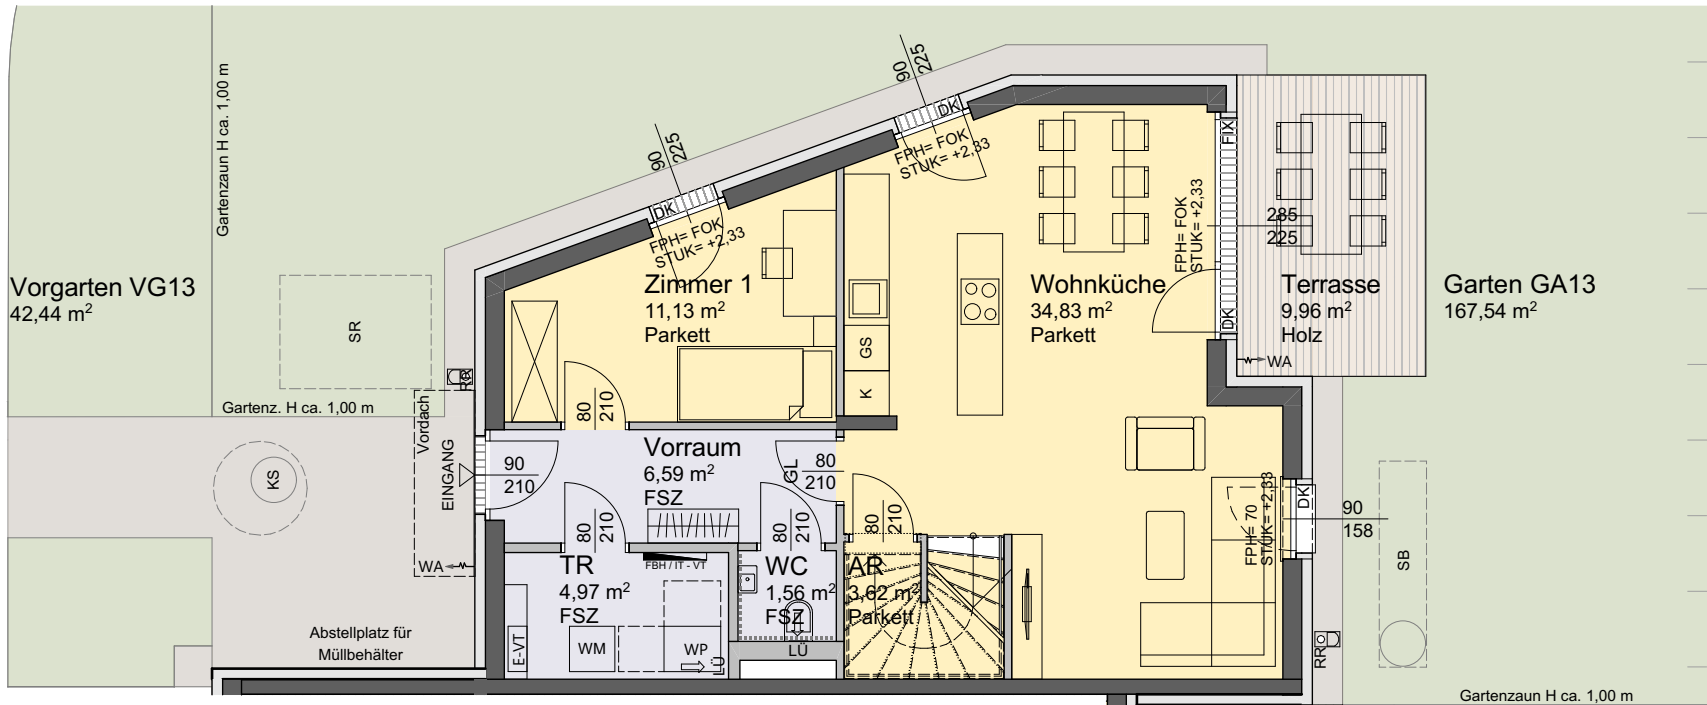 Gartenzaun H ca. 1,00 m
Vorgarten VG13
42,44 m²
SR
RR
Gartenz. H ca. 1,00 m
Vordach
EINGANG
KS
WA
Abstellplatz für
Müllbehälter
90
225
DK
FPH= FOK
STUK= +2,33
Zimmer 1
11,13 m²
Parkett
80
210
90
225
DK
FPH= FOK
STUK= +2,33
Wohnküche
34,83 m²
Parkett
GS
K
FIX
FPH= FOK
STUK= +2,33
285
225
DK
Terrasse
9,96 m²
Holz
WA
Garten GA13
167,54 m²
90
210
Vorraum
6,59 m²
FSZ
GL
80
210
80
210
80
210
80
210
TR
4,97 m²
FSZ
FBH / IT - VT
E-VT
WM
WP
LÜ
WC
1,56 m²
FSZ
LÜ
AR
3,62 m²
Parkett
FPH= 70
STUK= +2,33
DK
90
158
SB
RR
Gartenzaun H ca. 1,00 m